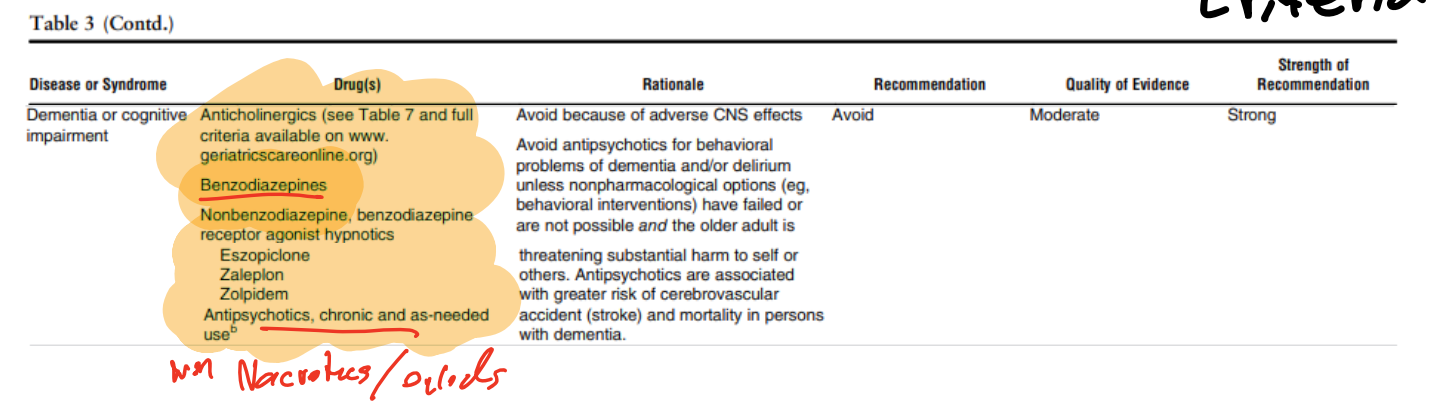 Criteria
Table 3 (Contd.)
Disease or Syndrome Drug(s) Rationale Recommendation Quality of Evidence Strength of Recommendation
Dementia or cognitive impairment
Anticholinergics (see Table 7 and full
criteria available on www.
geriatricscareonline.org)
Benzodiazepines
Nonbenzodiazepine, benzodiazepine
receptor agonist hypnotics
Eszopiclone
Zaleplon
Zolpidem
Antipsychotics, chronic and as-needed
use^b
Avoid because of adverse CNS effects
Avoid antipsychotics for behavioral
problems of dementia and/or delirium
unless nonpharmacological options (eg,
behavioral interventions) have failed or
are not possible and the older adult is
threatening substantial harm to self or
others. Antipsychotics are associated
with greater risk of cerebrovascular
accident (stroke) and mortality in persons
with dementia.
Avoid
Moderate
Strong